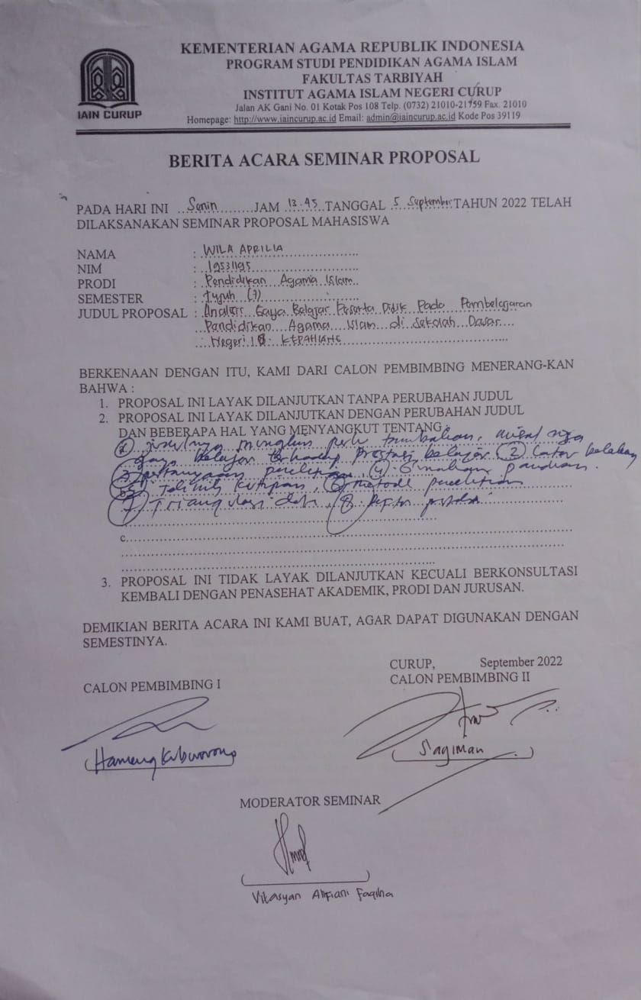 KEMENTERIAN AGAMA REPUBLIK INDONESIA
PROGRAM STUDI PENDIDIKAN AGAMA ISLAM
FAKULTAS TARBIYAH
INSTITUT AGAMA ISLAM NEGERI CURUP
Jalan AK Gani No. 01 Kotak Pos 108 Telp. (0732) 21010-21759 Fax. 21010
Homepage: http://www.iaincurup.ac.id Email: admin@iaincurup.ac.id Kode Pos 39119
IAIN CURUP
BERITA ACARA SEMINAR PROPOSAL
PADA HARI INI ..Senin.........JAM 13.45..TANGGAL .5. September.TAHUN 2022 TELAH
DILAKSANAKAN SEMINAR PROPOSAL MAHASISWA
NAMA : WILA APRILIA
NIM : 19531195
PRODI : Pendidikan Agama Islam
SEMESTER : Tujuh (7)
JUDUL PROPOSAL : Analisis Gaya Belajar Peserta Didik Pada Pembelajaran
Pendidikan Agama Islam di Sekolah Dasar
Negeri 18 KEPAHIANG
BERKENAAN DENGAN ITU, KAMI DARI CALON PEMBIMBING MENERANG-KAN
BAHWA :
1. PROPOSAL INI LAYAK DILANJUTKAN TANPA PERUBAHAN JUDUL
2. PROPOSAL INI LAYAK DILANJUTKAN DENGAN PERUBAHAN JUDUL
DAN BEBERAPA HAL YANG MENYANGKUT TENTANG :
① judulnya mungkin perlu tambahan, misalnya
gaya belajar terhadap prestasi belajar ② Latar belakang
③ pertanyaan penelitian, ④ Gunakan panduan.
⑤ kutipan, ⑥ metode penelitian
⑦ Triangulasi data, ⑧
c.
3. PROPOSAL INI TIDAK LAYAK DILANJUTKAN KECUALI BERKONSULTASI
KEMBALI DENGAN PENASEHAT AKADEMIK, PRODI DAN JURUSAN.
DEMIKIAN BERITA ACARA INI KAMI BUAT, AGAR DAPAT DIGUNAKAN DENGAN
SEMESTINYA.
CURUP, September 2022
CALON PEMBIMBING I CALON PEMBIMBING II
(Hameng Kubuwono) (Sagiman)
MODERATOR SEMINAR
Vitasyan Alifiani Faqiha